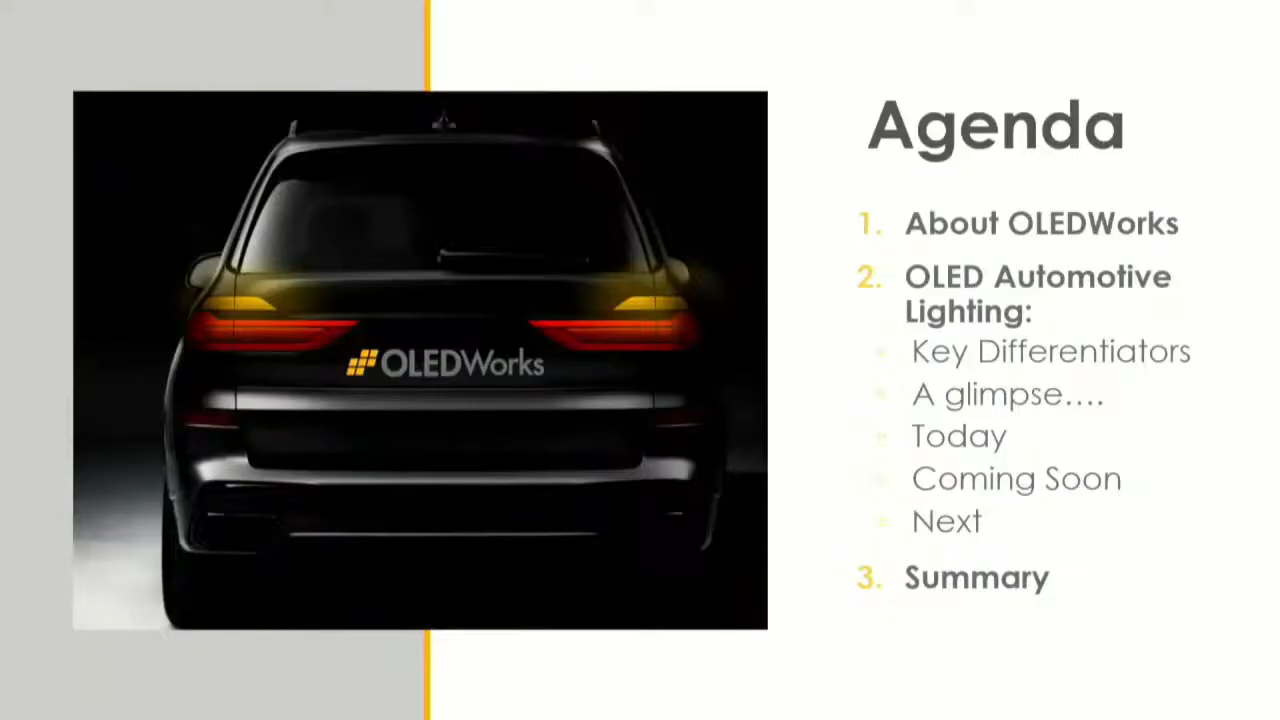 Agenda
1. About OLEDWorks
2. OLED Automotive
Lighting:
Key Differentiators
A glimpse....
Today
Coming Soon
Next
3. Summary
OLEDWorks